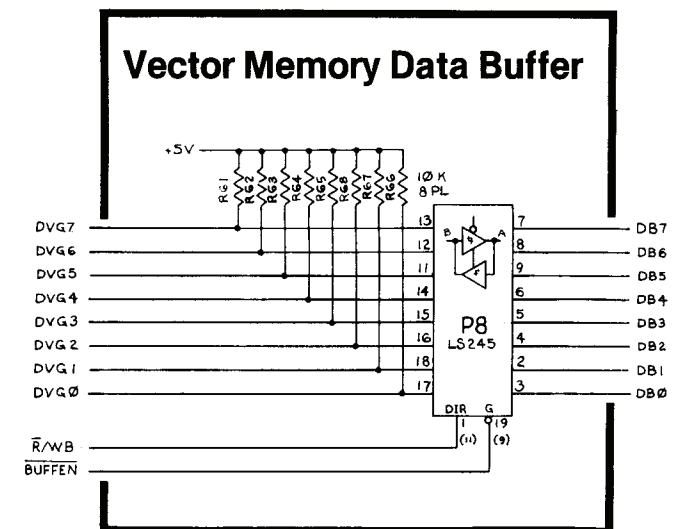 Vector Memory Data Buffer
+5V
RG1 RG2 RG3 RG4 RG5 RG8 RG7 RG6
10K
8 PL
DVG7 13 7 DB7
B A
DVG6 12 8 DB6
DVG5 11 9 DB5
DVG4 14 6 DB4
DVG3 15 5 DB3
P8
LS245
DVG2 16 4 DB2
DVG1 18 2 DB1
DVGØ 17 3 DBØ
DIR G
1 19
(11) (9)
R̅/WB
B̅U̅F̅F̅E̅N̅